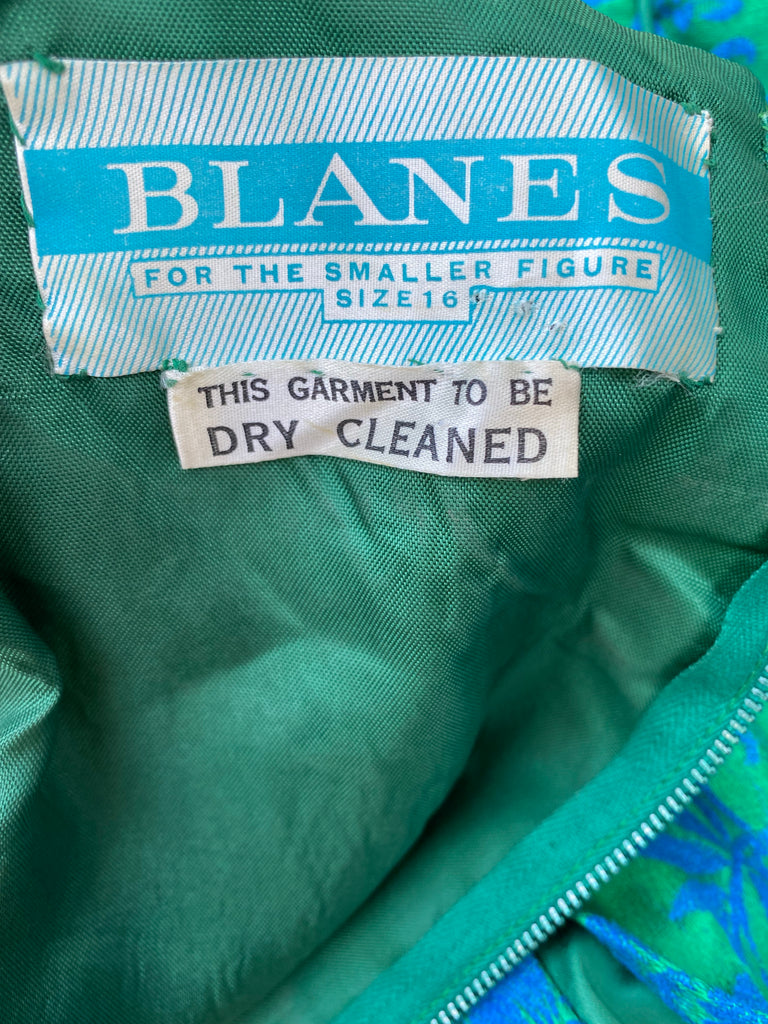 BLANES
FOR THE SMALLER FIGURE
SIZE 16
THIS GARMENT TO BE
DRY CLEANED